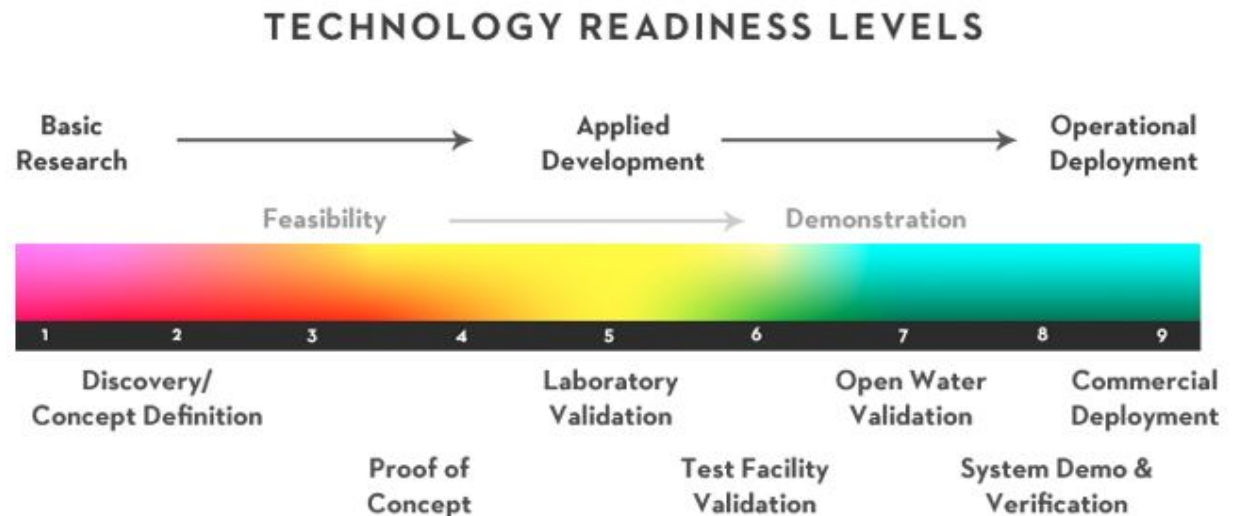 TECHNOLOGY READINESS LEVELS
Basic
Research
Applied
Development
Operational
Deployment
Feasibility
Demonstration
1 2 3 4 5 6 7 8 9
Discovery/
Concept Definition
Laboratory
Validation
Open Water
Validation
Commercial
Deployment
Proof of
Concept
Test Facility
Validation
System Demo &
Verification